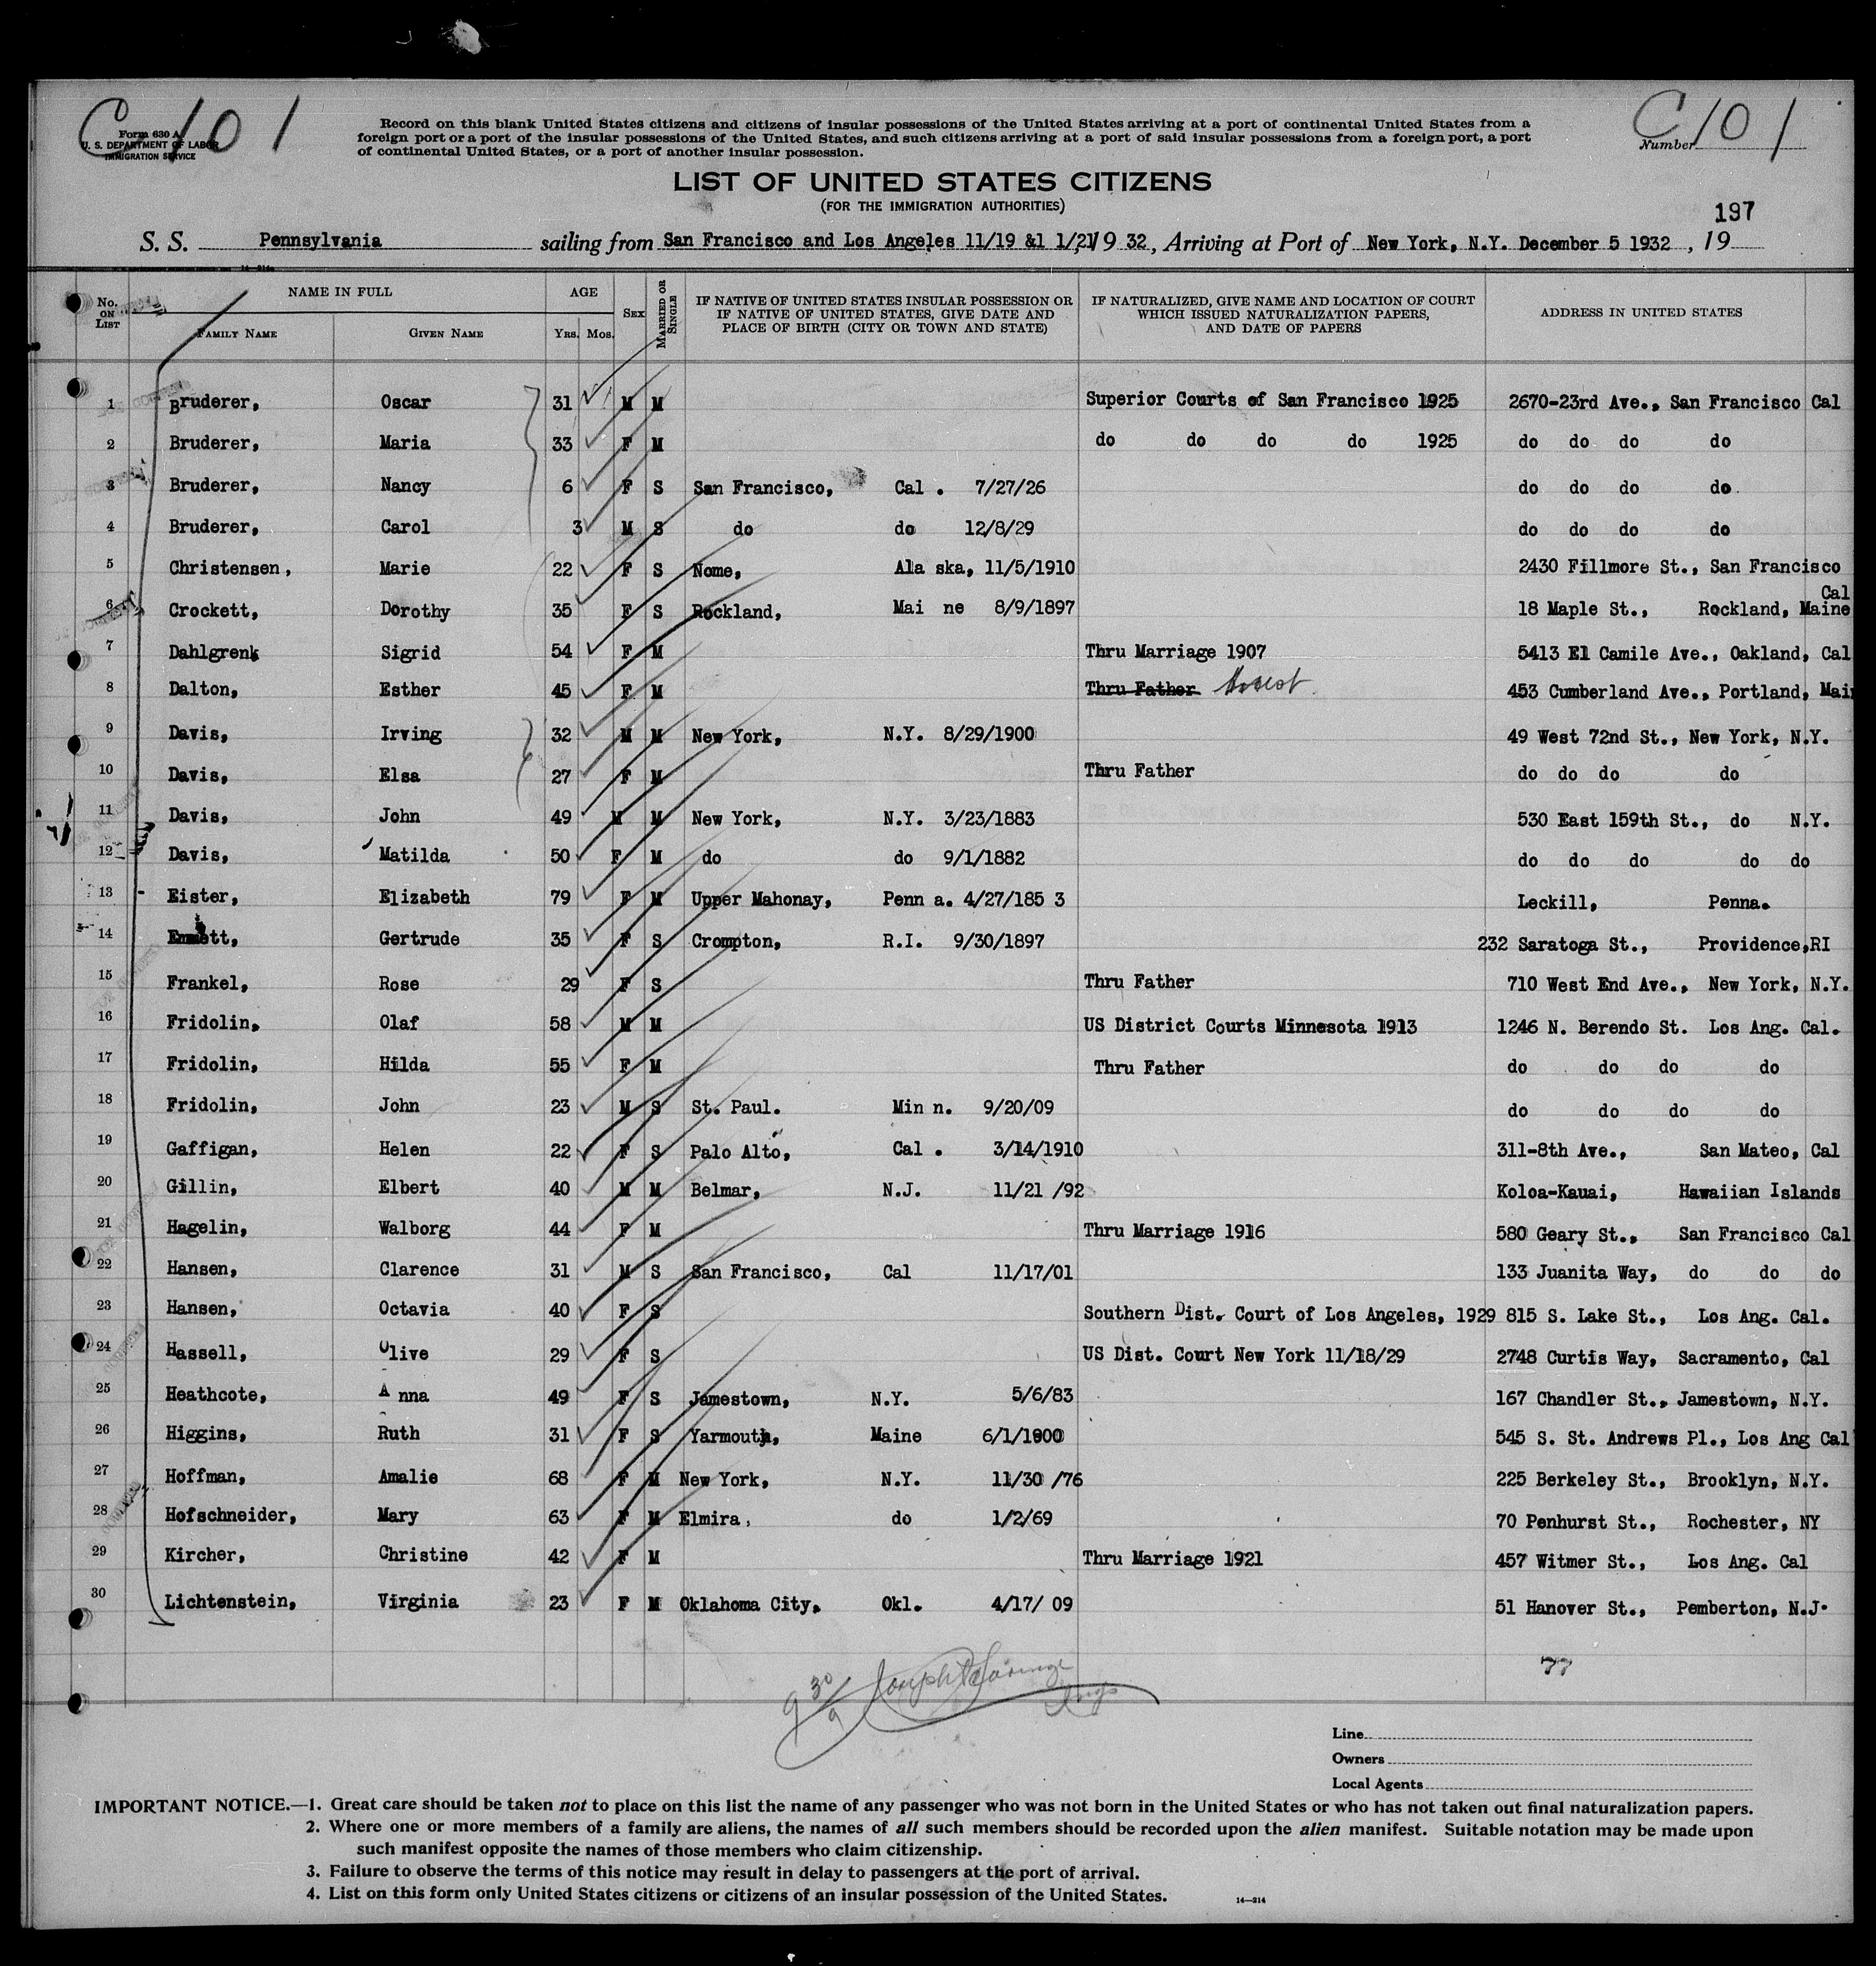 C 101
C 101
Form 630 A
U. S. DEPARTMENT OF LABOR
IMMIGRATION SERVICE
Record on this blank United States citizens and citizens of insular possessions of the United States arriving at a port of continental United States from a
foreign port or a port of the insular possessions of the United States, and such citizens arriving at a port of said insular possessions from a foreign port, a port
of continental United States, or a port of another insular possession.
Number
LIST OF UNITED STATES CITIZENS
(FOR THE IMMIGRATION AUTHORITIES)
197
S. S. Pennsylvania sailing from San Francisco and Los Angeles 11/19 &1 1/21, 19 32, Arriving at Port of New York, N.Y. December 5 1932, 19
14—214a
No. ON LIST NAME IN FULL AGE SEX MARRIED OR SINGLE IF NATIVE OF UNITED STATES INSULAR POSSESSION OR IF NATIVE OF UNITED STATES, GIVE DATE AND PLACE OF BIRTH (CITY OR TOWN AND STATE) IF NATURALIZED, GIVE NAME AND LOCATION OF COURT WHICH ISSUED NATURALIZATION PAPERS, AND DATE OF PAPERS ADDRESS IN UNITED STATES
FAMILY NAME GIVEN NAME YRS. MOS.
1 Bruderer, Oscar 31 M M Superior Courts of San Francisco 1925 2670-23rd Ave., San Francisco Cal
2 Bruderer, Maria 33 F M do do do do 1925 do do do do
3 Bruderer, Nancy 6 F S San Francisco, Cal . 7/27/26 do do do do
4 Bruderer, Carol 3 M S do do 12/8/29 do do do do
5 Christensen, Marie 22 F S Nome, Ala ska, 11/5/1910 2430 Fillmore St., San Francisco Cal
6 Crockett, Dorothy 35 F S Rockland, Mai ne 8/9/1897 18 Maple St., Rockland, Maine
7 Dahlgrenk Sigrid 54 F M Thru Marriage 1907 5413 El Camile Ave., Oakland, Cal
8 Dalton, Esther 45 F M Thru Father 453 Cumberland Ave., Portland, Mai
9 Davis, Irving 32 M M New York, N.Y. 8/29/1900 49 West 72nd St., New York, N.Y.
10 Davis, Elsa 27 F M Thru Father do do do do
11 Davis, John 49 M M New York, N.Y. 3/23/1883 530 East 159th St., do N.Y.
12 Davis, Matilda 50 F M do do 9/1/1882 do do do do do
13 Eister, Elizabeth 79 F M Upper Mahonay, Penn a. 4/27/185 3 Leckill, Penna.
14 Emmett, Gertrude 35 F S Crompton, R.I. 9/30/1897 232 Saratoga St., Providence,RI
15 Frankel, Rose 29 F S Thru Father 710 West End Ave., New York, N.Y.
16 Fridolin, Olaf 58 M M US District Courts Minnesota 1913 1246 N. Berendo St. Los Ang. Cal.
17 Fridolin, Hilda 55 F M Thru Father do do do do
18 Fridolin, John 23 M S St. Paul. Min n. 9/20/09 do do do do
19 Gaffigan, Helen 22 F S Palo Alto, Cal . 3/14/1910 311-8th Ave., San Mateo, Cal
20 Gillin, Elbert 40 M M Belmar, N.J. 11/21 /92 Koloa-Kauai, Hawaiian Islands
21 Hagelin, Walborg 44 F M Thru Marriage 1916 580 Geary St., San Francisco Cal
22 Hansen, Clarence 31 M S San Francisco, Cal 11/17/01 133 Juanita Way, do do do
23 Hansen, Octavia 40 F S Southern Dist. Court of Los Angeles, 1929 815 S. Lake St., Los Ang. Cal.
24 Hassell, Olive 29 F S US Dist. Court New York 11/18/29 2748 Curtis Way, Sacramento, Cal
25 Heathcote, A nna 49 F S Jamestown, N.Y. 5/6/83 167 Chandler St., Jamestown, N.Y.
26 Higgins, Ruth 31 F S Yarmouth, Maine 6/1/1900 545 S. St. Andrews Pl., Los Ang Cal
27 Hoffman, Amalie 68 F M New York, N.Y. 11/30 /76 225 Berkeley St., Brooklyn, N.Y.
28 Hofschneider, Mary 63 F M Elmira, do 1/2/69 70 Penhurst St., Rochester, NY
29 Kircher, Christine 42 F M Thru Marriage 1921 457 Witmer St., Los Ang. Cal
30 Lichtenstein, Virginia 23 F M Oklahoma City, Okl. 4/17/ 09 51 Hanover St., Pemberton, N.J.
77
9 30/a
Line
Owners
Local Agents
IMPORTANT NOTICE.—1. Great care should be taken not to place on this list the name of any passenger who was not born in the United States or who has not taken out final naturalization papers.
2. Where one or more members of a family are aliens, the names of all such members should be recorded upon the alien manifest. Suitable notation may be made upon
such manifest opposite the names of those members who claim citizenship.
3. Failure to observe the terms of this notice may result in delay to passengers at the port of arrival.
4. List on this form only United States citizens or citizens of an insular possession of the United States.
14—214